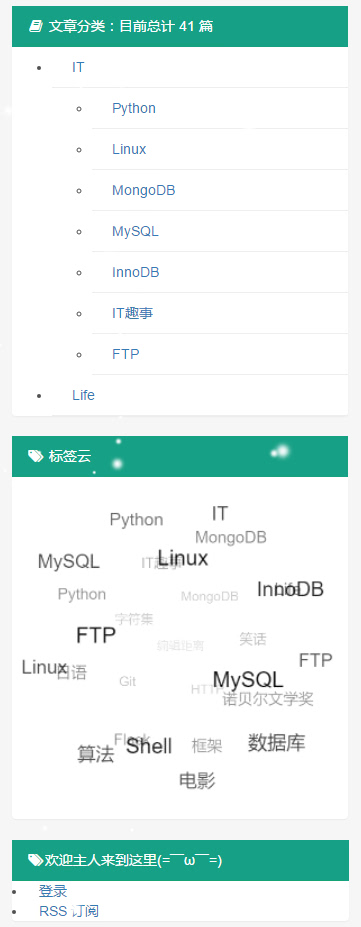 文章分类：目前总计 41 篇
IT
Python
Linux
MongoDB
MySQL
InnoDB
IT趣事
FTP
Life
标签云
IT
Python
MongoDB
Linux
MySQL
IT趣事
InnoDB
Life
Python
MongoDB
字符集
FTP
笑话
词语距离
FTP
Linux
日语
MySQL
Git
HTTP
诺贝尔文学奖
Flask
数据库
Shell
框架
算法
电影
欢迎主人来到这里(=￣ω￣=)
登录
RSS 订阅